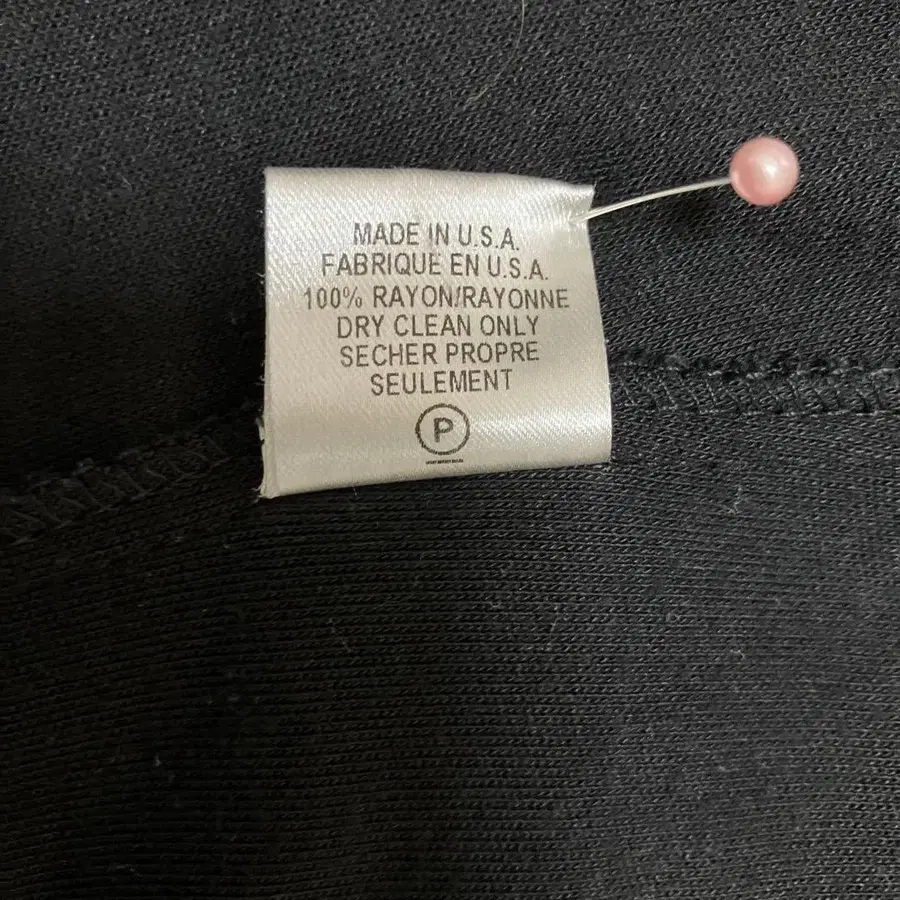 MADE IN U.S.A.
FABRIQUE EN U.S.A.
100% RAYON/RAYONNE
DRY CLEAN ONLY
SECHER PROPRE
SEULEMENT
P